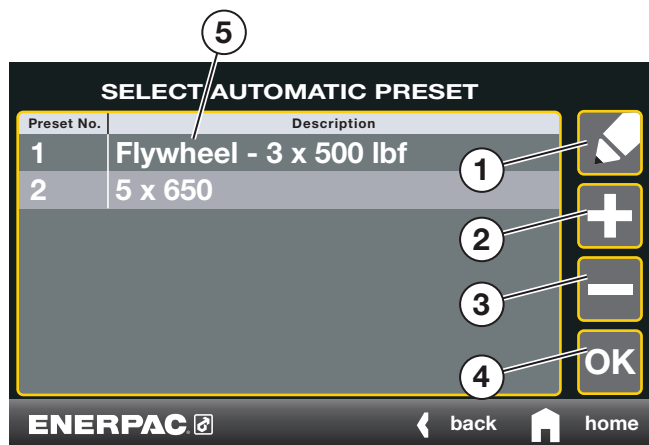 5
SELECT AUTOMATIC PRESET
Preset No. Description
1 Flywheel - 3 x 500 lbf
2 5 x 650
1
2
3
4
OK
ENERPAC back home